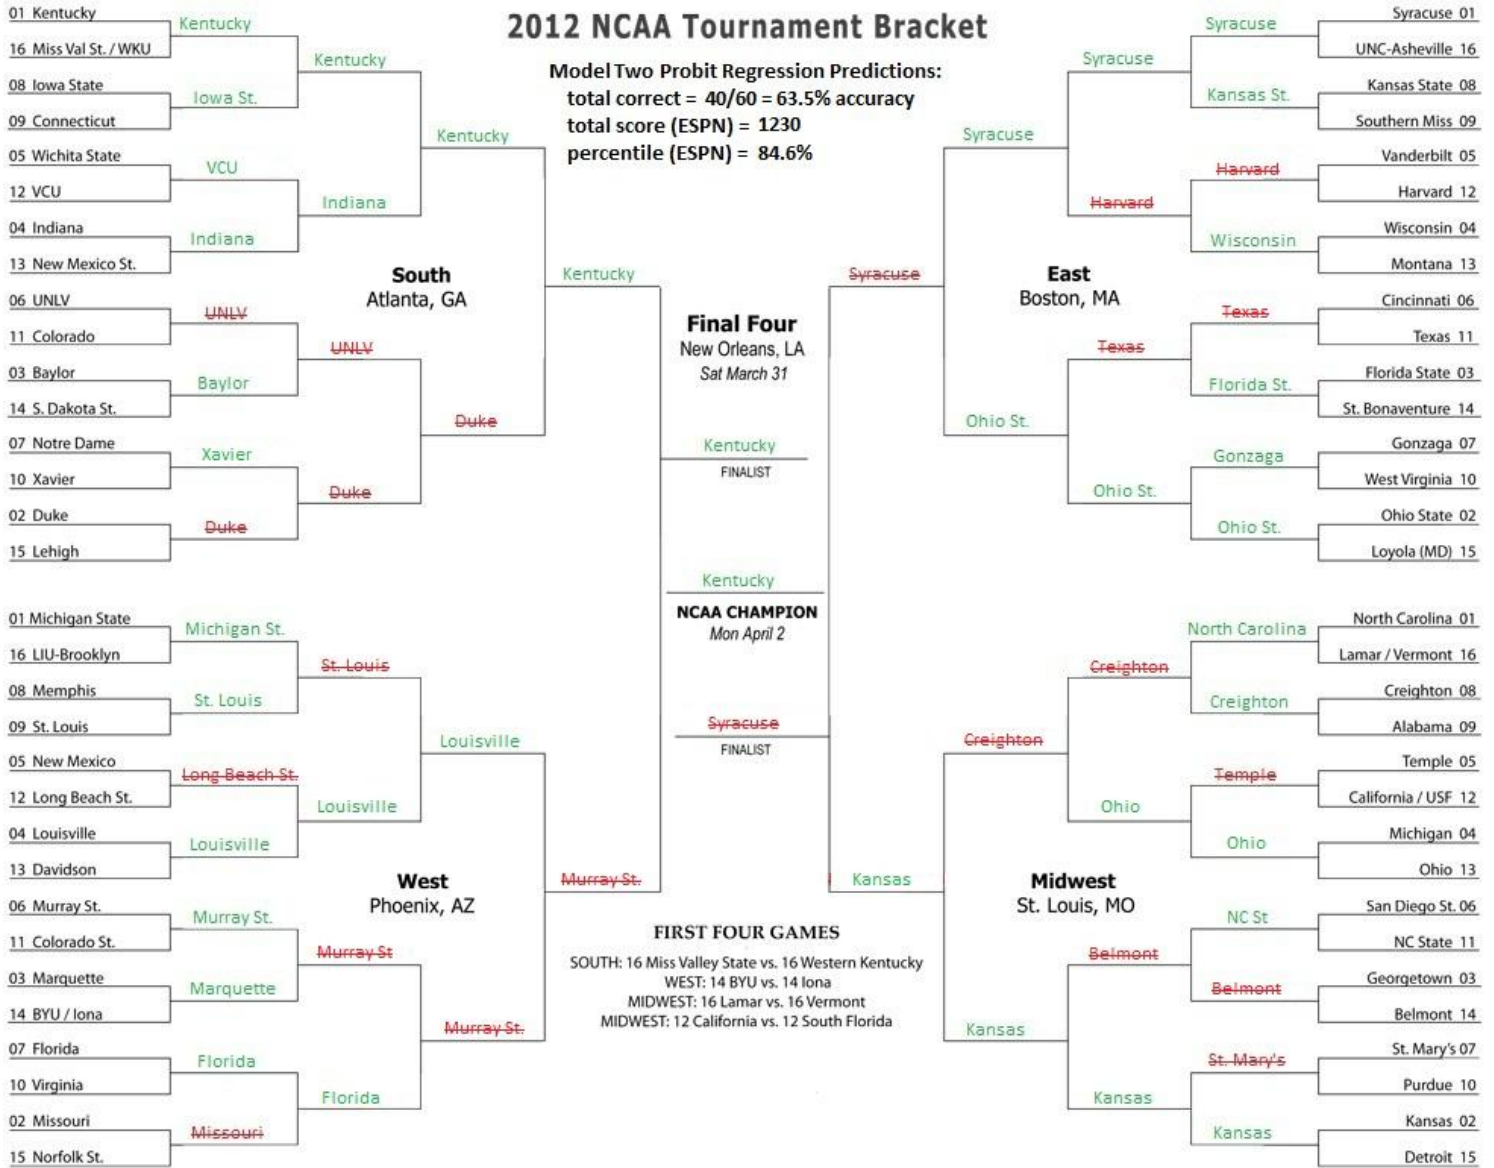 2012 NCAA Tournament Bracket
Model Two Probit Regression Predictions:
total correct = 40/60 = 63.5% accuracy
total score (ESPN) = 1230
percentile (ESPN) = 84.6%
01 Kentucky
16 Miss Val St. / WKU
08 Iowa State
09 Connecticut
05 Wichita State
12 VCU
04 Indiana
13 New Mexico St.
06 UNLV
11 Colorado
03 Baylor
14 S. Dakota St.
07 Notre Dame
10 Xavier
02 Duke
15 Lehigh
Kentucky
Iowa St.
VCU
Indiana
UNLV
Baylor
Xavier
Duke
Kentucky
Indiana
UNLV
Duke
Kentucky
Duke
Kentucky
South
Atlanta, GA
01 Michigan State
16 LIU-Brooklyn
08 Memphis
09 St. Louis
05 New Mexico
12 Long Beach St.
04 Louisville
13 Davidson
06 Murray St.
11 Colorado St.
03 Marquette
14 BYU / Iona
07 Florida
10 Virginia
02 Missouri
15 Norfolk St.
Michigan St.
St. Louis
Long Beach St.
Louisville
Murray St.
Marquette
Florida
Missouri
St. Louis
Louisville
Murray St
Florida
Louisville
Murray St.
Murray St.
West
Phoenix, AZ
Final Four
New Orleans, LA
Sat March 31
Kentucky
FINALIST
Kentucky
NCAA CHAMPION
Mon April 2
Syracuse
FINALIST
FIRST FOUR GAMES
SOUTH: 16 Miss Valley State vs. 16 Western Kentucky
WEST: 14 BYU vs. 14 Iona
MIDWEST: 16 Lamar vs. 16 Vermont
MIDWEST: 12 California vs. 12 South Florida
Syracuse
Syracuse
Ohio St.
Syracuse
Harvard
Texas
Ohio St.
Syracuse
Kansas St.
Harvard
Wisconsin
Texas
Florida St.
Gonzaga
Ohio St.
Syracuse 01
UNC-Asheville 16
Kansas State 08
Southern Miss 09
Vanderbilt 05
Harvard 12
Wisconsin 04
Montana 13
Cincinnati 06
Texas 11
Florida State 03
St. Bonaventure 14
Gonzaga 07
West Virginia 10
Ohio State 02
Loyola (MD) 15
East
Boston, MA
Kansas
Creighton
Kansas
Creighton
Ohio
Belmont
Kansas
North Carolina
Creighton
Temple
Ohio
NC St
Belmont
St. Mary's
Kansas
North Carolina 01
Lamar / Vermont 16
Creighton 08
Alabama 09
Temple 05
California / USF 12
Michigan 04
Ohio 13
San Diego St. 06
NC State 11
Georgetown 03
Belmont 14
St. Mary's 07
Purdue 10
Kansas 02
Detroit 15
Midwest
St. Louis, MO